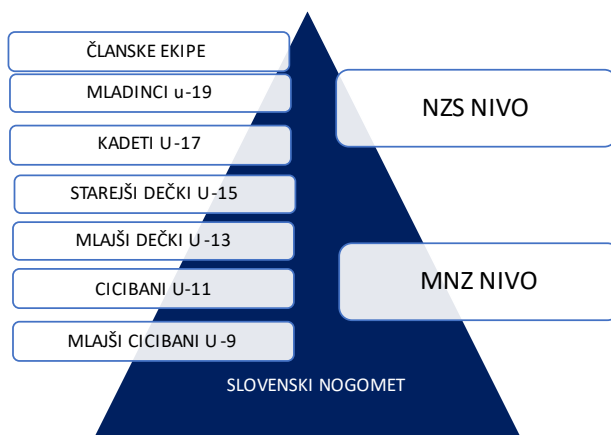 ČLANSKE EKIPE
MLADINCI u-19
KADETI U-17
STAREJŠI DEČKI U-15
MLAJŠI DEČKI U-13
CICIBANI U-11
MLAJŠI CICIBANI U-9
NZS NIVO
MNZ NIVO
SLOVENSKI NOGOMET